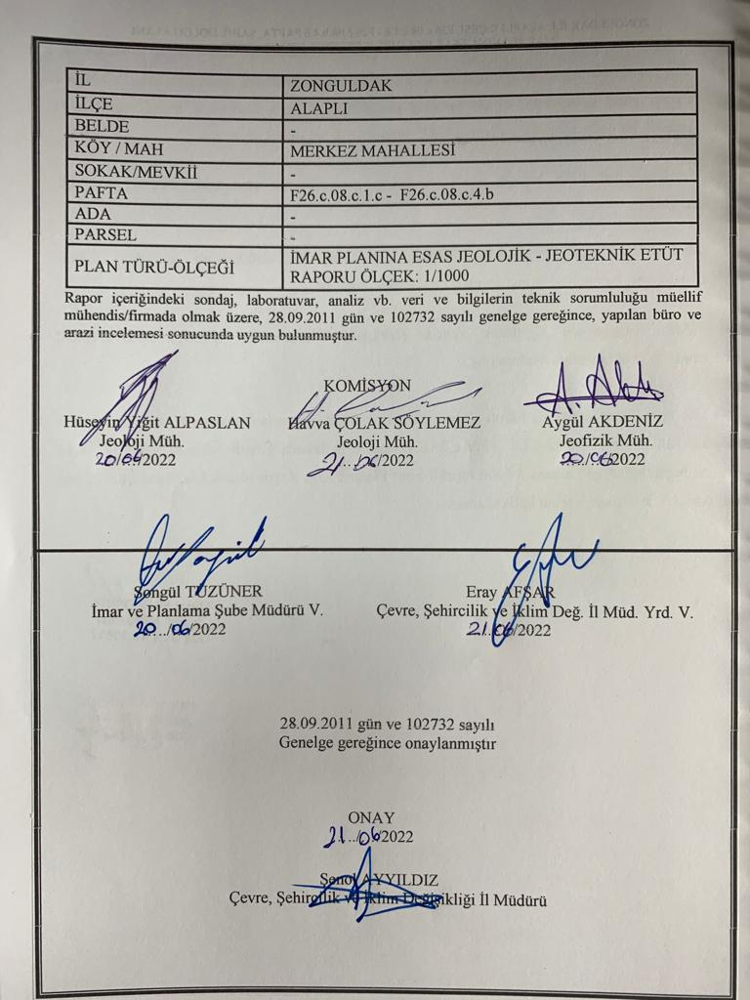 İL ZONGULDAK
İLÇE ALAPLI
BELDE -
KÖY / MAH MERKEZ MAHALLESİ
SOKAK/MEVKİİ -
PAFTA F26.c.08.c.1.c - F26.c.08.c.4.b
ADA -
PARSEL -
PLAN TÜRÜ-ÖLÇEĞİ İMAR PLANINA ESAS JEOLOJİK - JEOTEKNİK ETÜT
RAPORU ÖLÇEK: 1/1000
Rapor içeriğindeki sondaj, laboratuvar, analiz vb. veri ve bilgilerin teknik sorumluluğu müellif
mühendis/firmada olmak üzere, 28.09.2011 gün ve 102732 sayılı genelge gereğince, yapılan büro ve
arazi incelemesi sonucunda uygun bulunmuştur.
KOMİSYON
Hüseyin Yiğit ALPASLAN Havva ÇOLAK SÖYLEMEZ Aygül AKDENİZ
Jeoloji Müh. Jeoloji Müh. Jeofizik Müh.
20/06/2022 21../06/2022 20../06/2022
Songül TÜZÜNER Eray AFŞAR
İmar ve Planlama Şube Müdürü V. Çevre, Şehircilik ve İklim Değ. İl Müd. Yrd. V.
20.../06/2022 21./06/2022
28.09.2011 gün ve 102732 sayılı
Genelge gereğince onaylanmıştır
ONAY
21../06/2022
Şenol AYYILDIZ
Çevre, Şehircilik ve İklim Değişikliği İl Müdürü